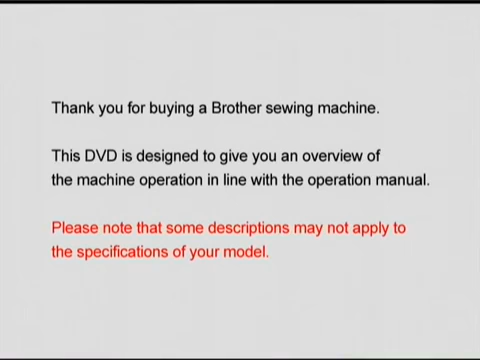 Thank you for buying a Brother sewing machine.
This DVD is designed to give you an overview of
the machine operation in line with the operation manual.
Please note that some descriptions may not apply to
the specifications of your model.